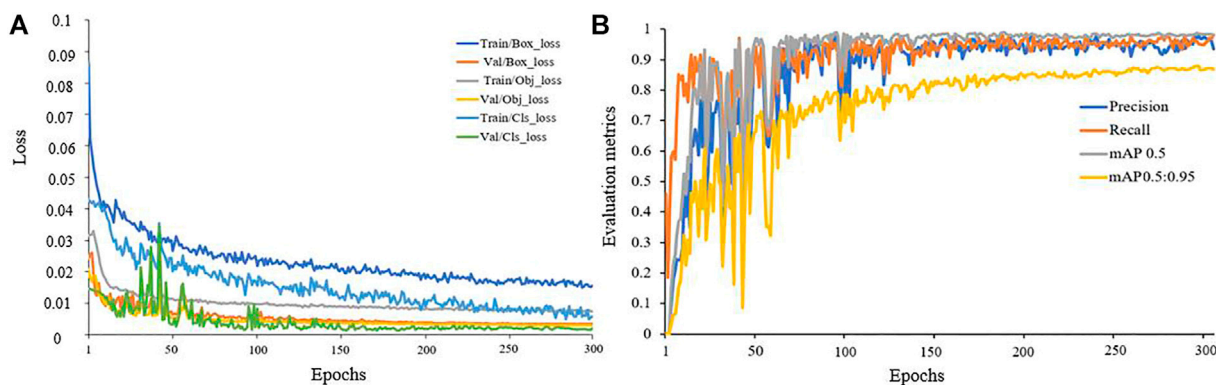 A
0.1
0.09
0.08
0.07
0.06
0.05
0.04
0.03
0.02
0.01
0
Loss
1
50
100
150
200
250
300
Epochs
Train/Box_loss
Val/Box_loss
Train/Obj_loss
Val/Obj_loss
Train/Cls_loss
Val/Cls_loss
B
1
0.9
0.8
0.7
0.6
0.5
0.4
0.3
0.2
0.1
0
Evaluation metrics
1
50
100
150
200
250
300
Epochs
Precision
Recall
mAP 0.5
mAP0.5:0.95